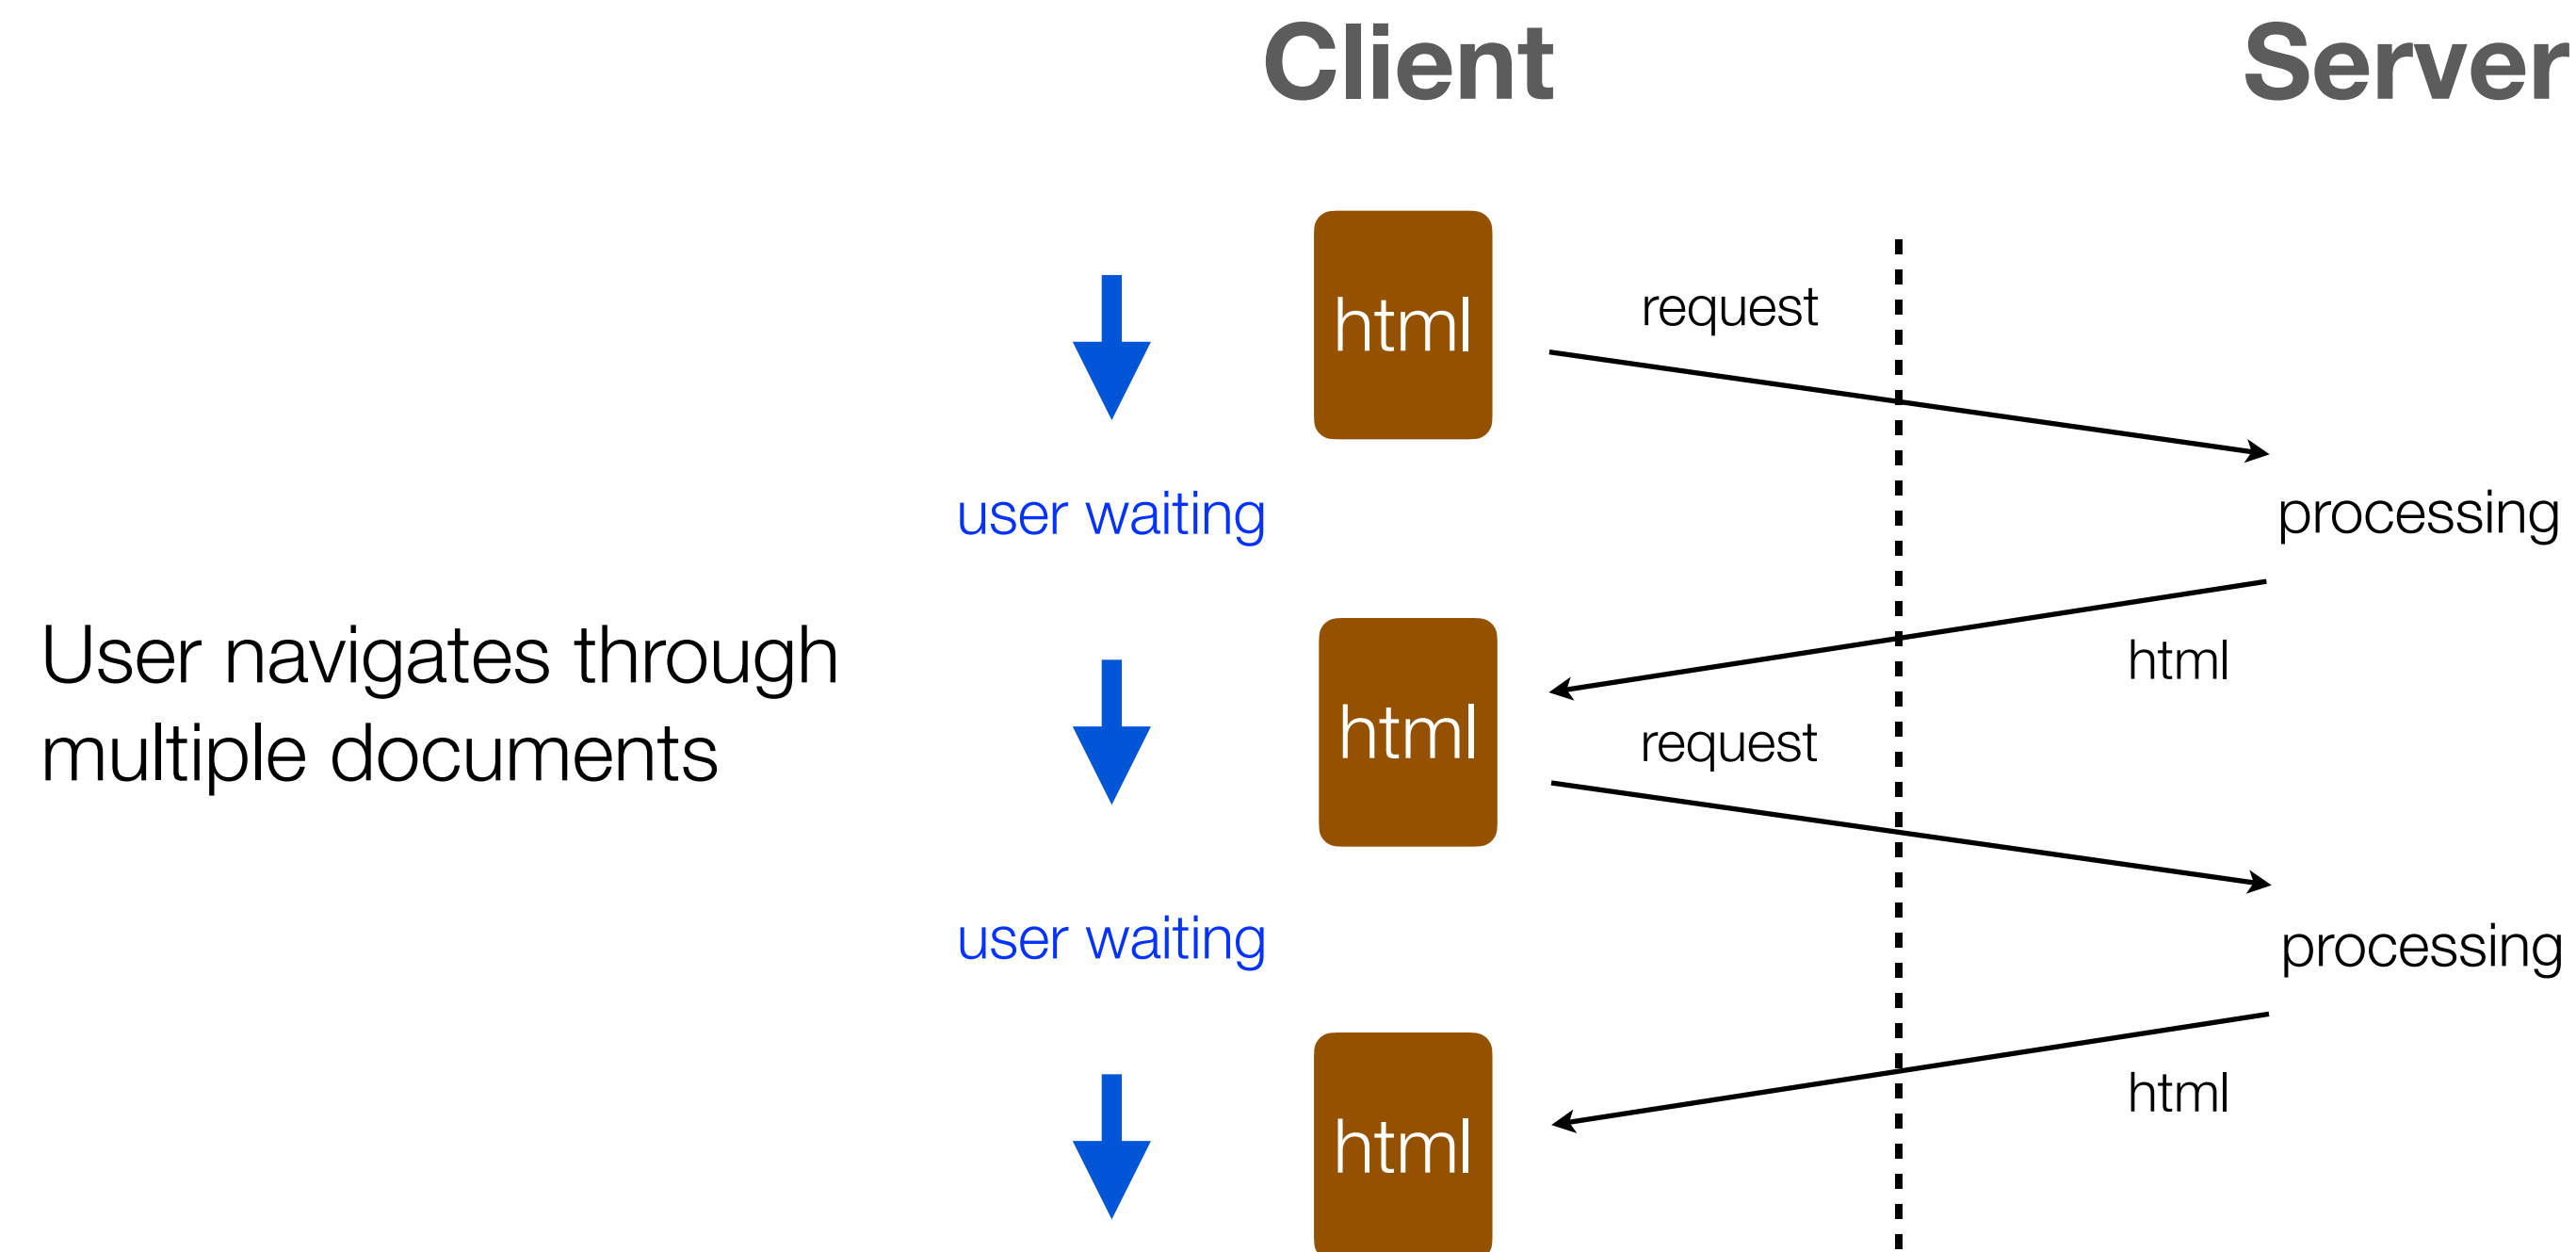 Client
Server
html
request
user waiting
processing
User navigates through
multiple documents
html
html
request
user waiting
processing
html
html